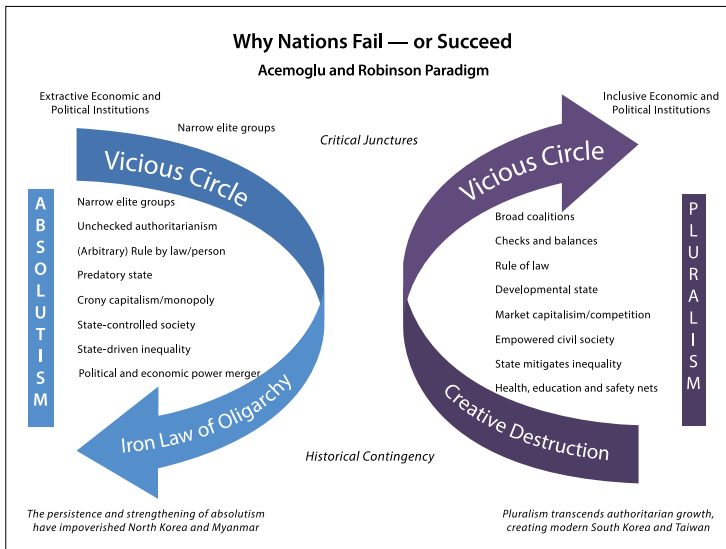 Why Nations Fail — or Succeed
Acemoglu and Robinson Paradigm
Extractive Economic and
Political Institutions
Narrow elite groups
Critical Junctures
Inclusive Economic and
Political Institutions
Vicious Circle
ABSOLUTISM
Narrow elite groups
Unchecked authoritarianism
(Arbitrary) Rule by law/person
Predatory state
Crony capitalism/monopoly
State-controlled society
State-driven inequality
Political and economic power merger
Iron Law of Oligarchy
Vicious Circle
Broad coalitions
Checks and balances
Rule of law
Developmental state
Market capitalisim/competition
Empowered civil society
State mitigates inequality
Health, education and safety nets
PLURALISM
Creative Destruction
Historical Contingency
The persistence and strengthening of absolutism
have impoverished North Korea and Myanmar
Pluralism transcends authoritarian growth,
creating modern South Korea and Taiwan